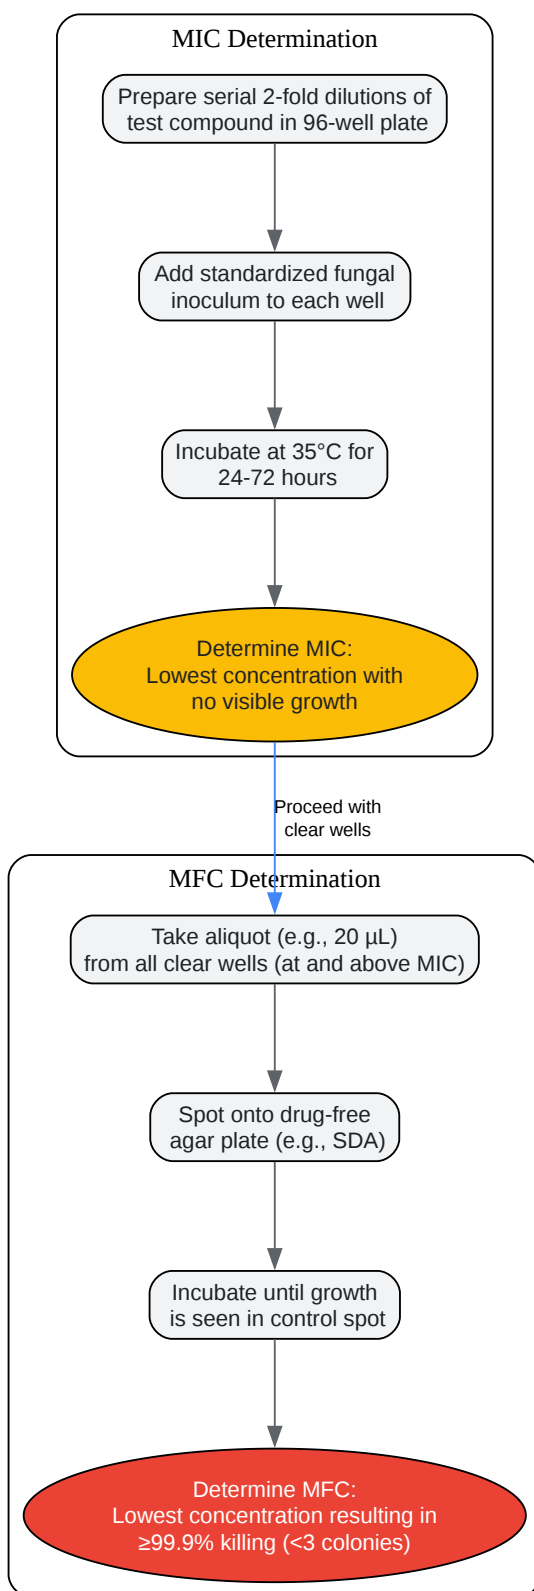 MIC Determination
Prepare serial 2-fold dilutions of
test compound in 96-well plate
Add standardized fungal
inoculum to each well
Incubate at 35°C for
24-72 hours
Determine MIC:
Lowest concentration with
no visible growth
Proceed with
clear wells
MFC Determination
Take aliquot (e.g., 20 µL)
from all clear wells (at and above MIC)
Spot onto drug-free
agar plate (e.g., SDA)
Incubate until growth
is seen in control spot
Determine MFC:
Lowest concentration resulting in
≥99.9% killing (<3 colonies)